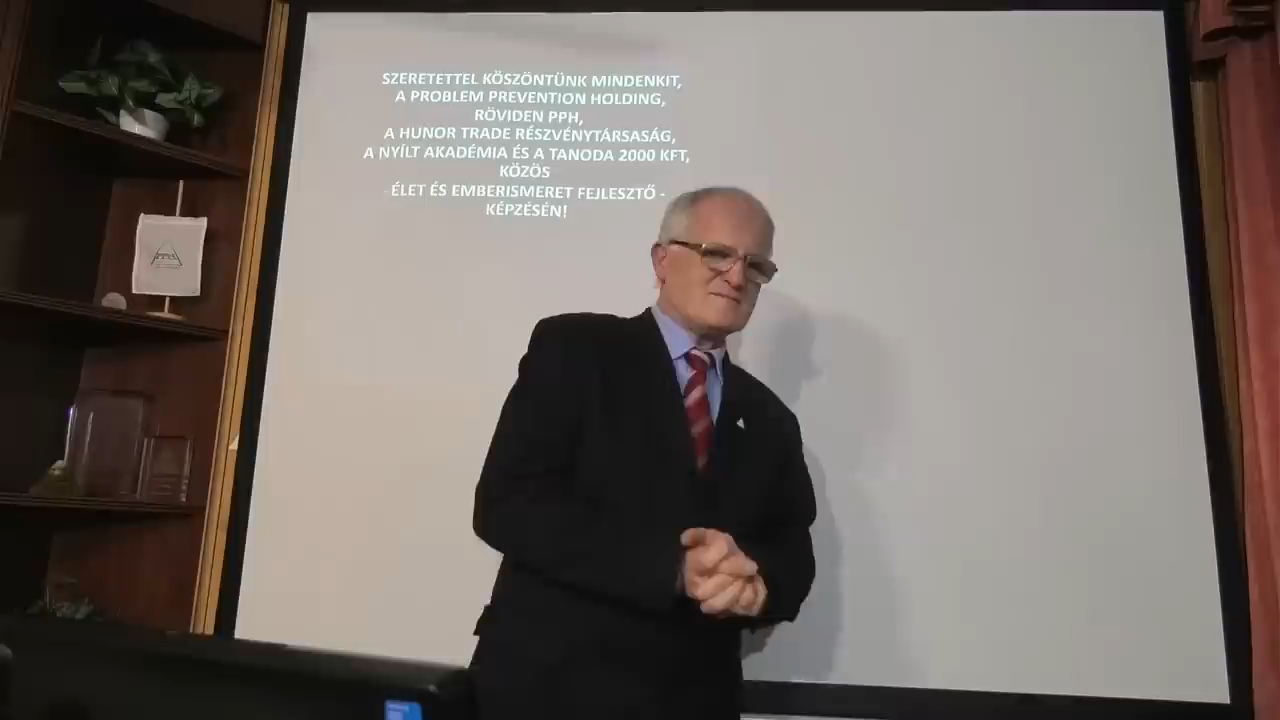 SZERETETTEL KÖSZÖNTÜNK MINDENKIT,
A PROBLEM PREVENTION HOLDING,
RÖVIDEN PPH,
A HUNOR TRADE RÉSZVÉNYTÁRSASÁG,
A NYÍLT AKADÉMIA ÉS A TANODA 2000 KFT,
KÖZÖS
- ÉLET ÉS EMBERISMERET FEJLESZTŐ -
KÉPZÉSÉN!